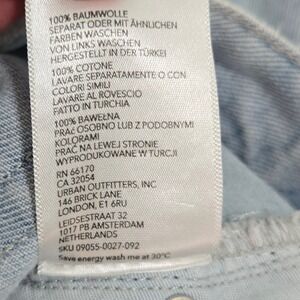 100% BAUMWOLLE
SEPARAT ODER MIT ÄHNLICHEN
FARBEN WASCHEN
VON LINKS WASCHEN
HERGESTELLT IN DER TÜRKEI
100% COTONE
LAVARE SEPARATAMENTE O CON
COLORI SIMILI
LAVARE AL ROVESCIO
FATTO IN TURCHIA
100% BAWEŁNA
PRAĆ OSOBNO LUB Z PODOBNYMI
KOLORAMI
PRAĆ NA LEWEJ STRONIE
WYPRODUKOWANE W TURCJI
RN 66170
CA 32054
URBAN OUTFITTERS, INC
146 BRICK LANE
LONDON, E1 6RU
LEIDSESTRAAT 32
1017 PB AMSTERDAM
NETHERLANDS
SKU 09055-0027-092
Save energy wash me at 30°C